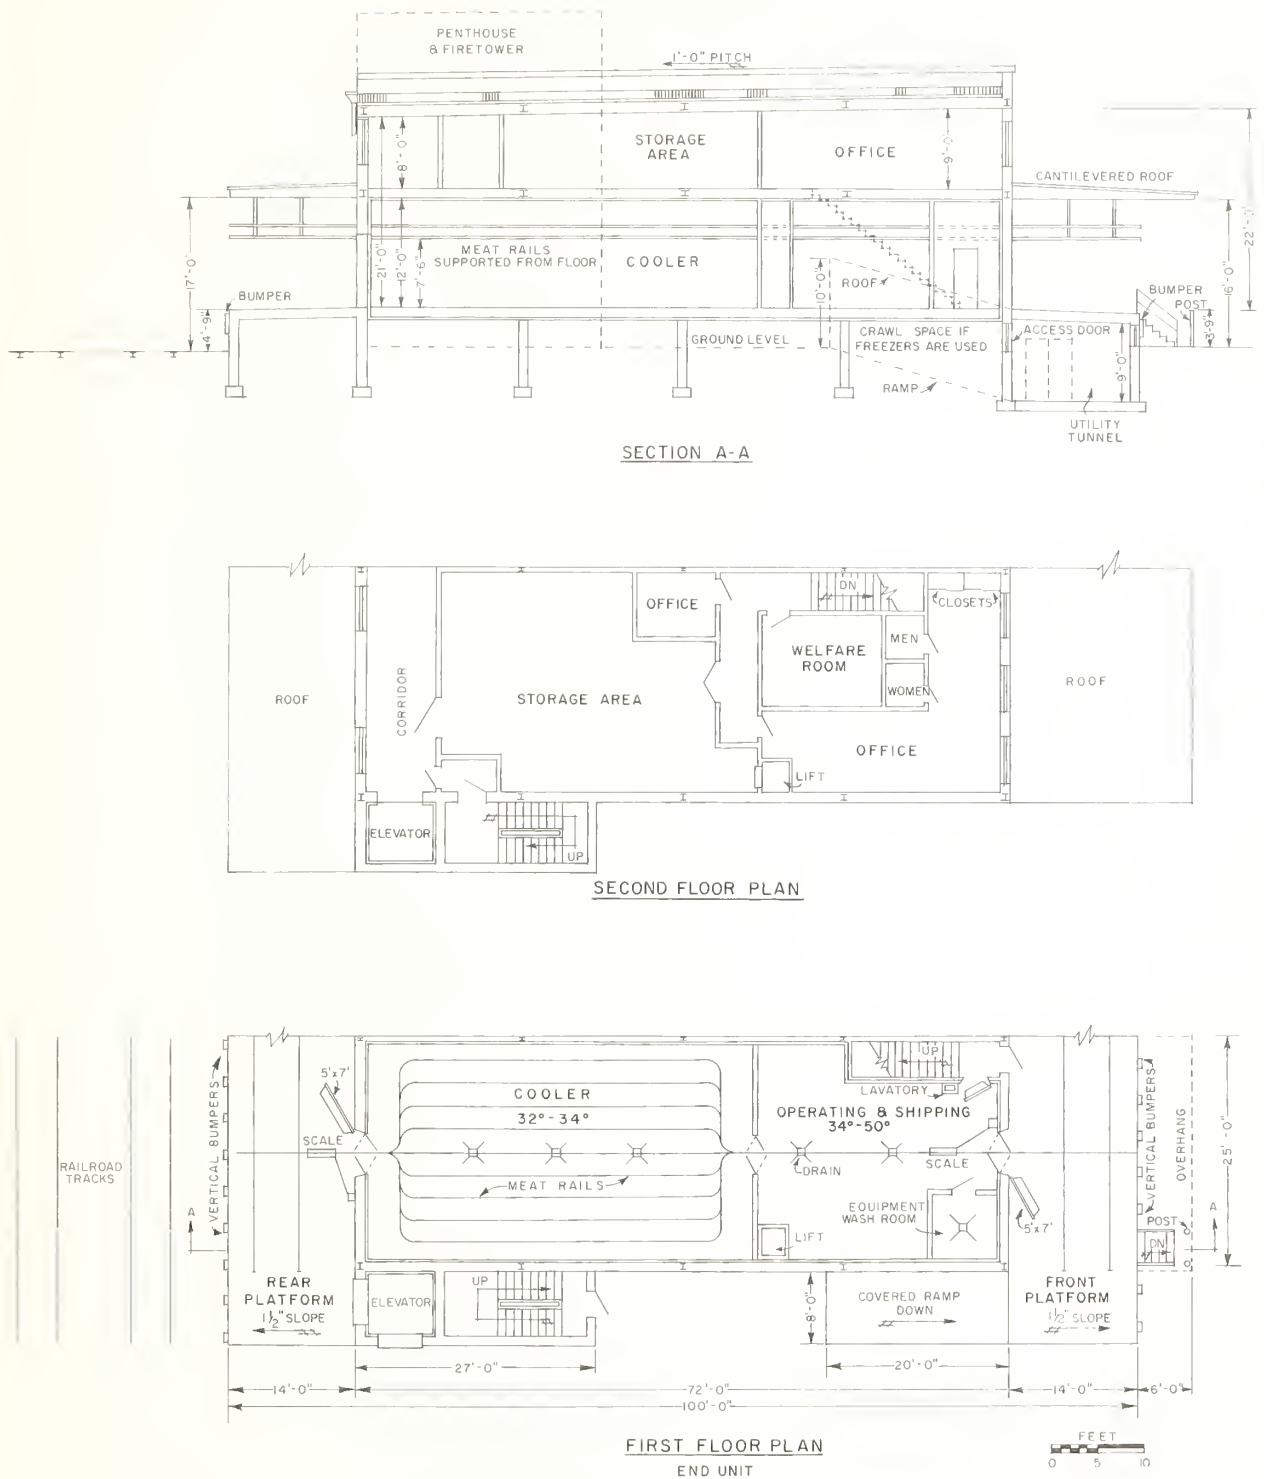 PENTHOUSE
& FIRETOWER
1'-0" PITCH
STORAGE
AREA
OFFICE
8'-0"
9'-0"
CANTILEVERED ROOF
22'-0"
17'-0"
21'-0"
12'-0"
7'-6"
MEAT RAILS
SUPPORTED FROM FLOOR
COOLER
10'-0"
ROOF
16'-0"
BUMPER
4'-9"
BUMPER
POST
3'-9"
GROUND LEVEL
CRAWL SPACE IF
FREEZERS ARE USED
ACCESS DOOR
9'-0"
RAMP
UTILITY
TUNNEL
SECTION A-A
OFFICE
DN
CLOSETS
MEN
WELFARE
ROOM
WOMEN
ROOF
CORRIDOR
STORAGE AREA
ROOF
OFFICE
LIFT
ELEVATOR
UP
SECOND FLOOR PLAN
5'x7'
COOLER
32°-34°
UP
LAVATORY
OPERATING & SHIPPING
34°-50°
VERTICAL BUMPERS
SCALE
RAILROAD
TRACKS
MEAT RAILS
DRAIN
SCALE
VERTICAL BUMPERS
OVERHANG
25'-0"
EQUIPMENT
WASH ROOM
5'x7'
A
POST
A
LIFT
DN
REAR
PLATFORM
1½" SLOPE
ELEVATOR
UP
8'-0"
COVERED RAMP
DOWN
FRONT
PLATFORM
1½" SLOPE
27'-0"
20'-0"
14'-0"
72'-0"
14'-0"
6'-0"
100'-0"
FIRST FLOOR PLAN
END UNIT
FEET
0 5 10